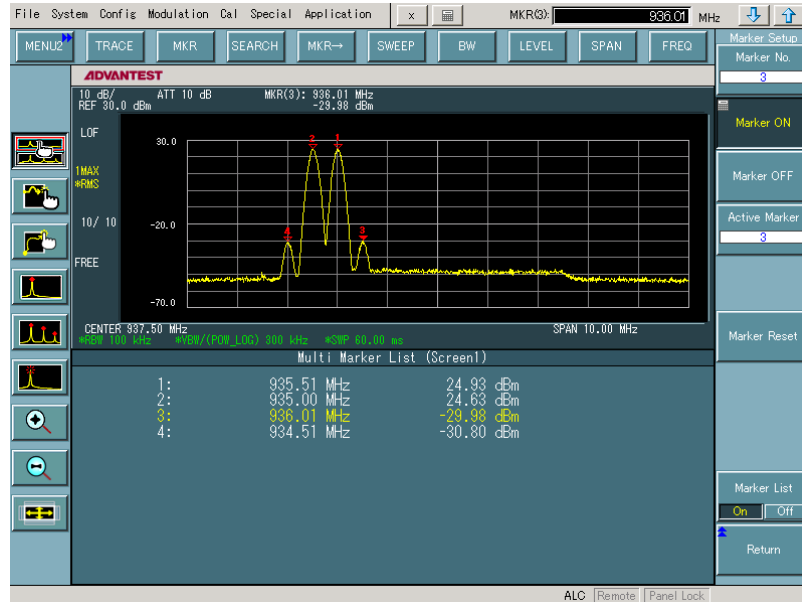 File System Config Modulation Cal Special Application x MKR(3): 936.01 MHz
MENU2 TRACE MKR SEARCH MKR→ SWEEP BW LEVEL SPAN FREQ
Marker Setup
Marker No.
3
Marker ON
Marker OFF
Active Marker
3
Marker Reset
Marker List
On Off
Return
ADVANTEST
10 dB/ ATT 10 dB MKR(3): 936.01 MHz
REF 30.0 dBm -29.98 dBm
LOF
1MAX
*RMS
10/ 10
FREE
30.0
-20.0
-70.0
2 1
4 3
CENTER 937.50 MHz SPAN 10.00 MHz
*RBW 100 kHz *VBW/(POW_LOG) 300 kHz *SWP 60.00 ms
Multi Marker List (Screen1)
1: 935.51 MHz 24.93 dBm
2: 935.00 MHz 24.63 dBm
3: 936.01 MHz -29.98 dBm
4: 934.51 MHz -30.80 dBm
ALC Remote Panel Lock